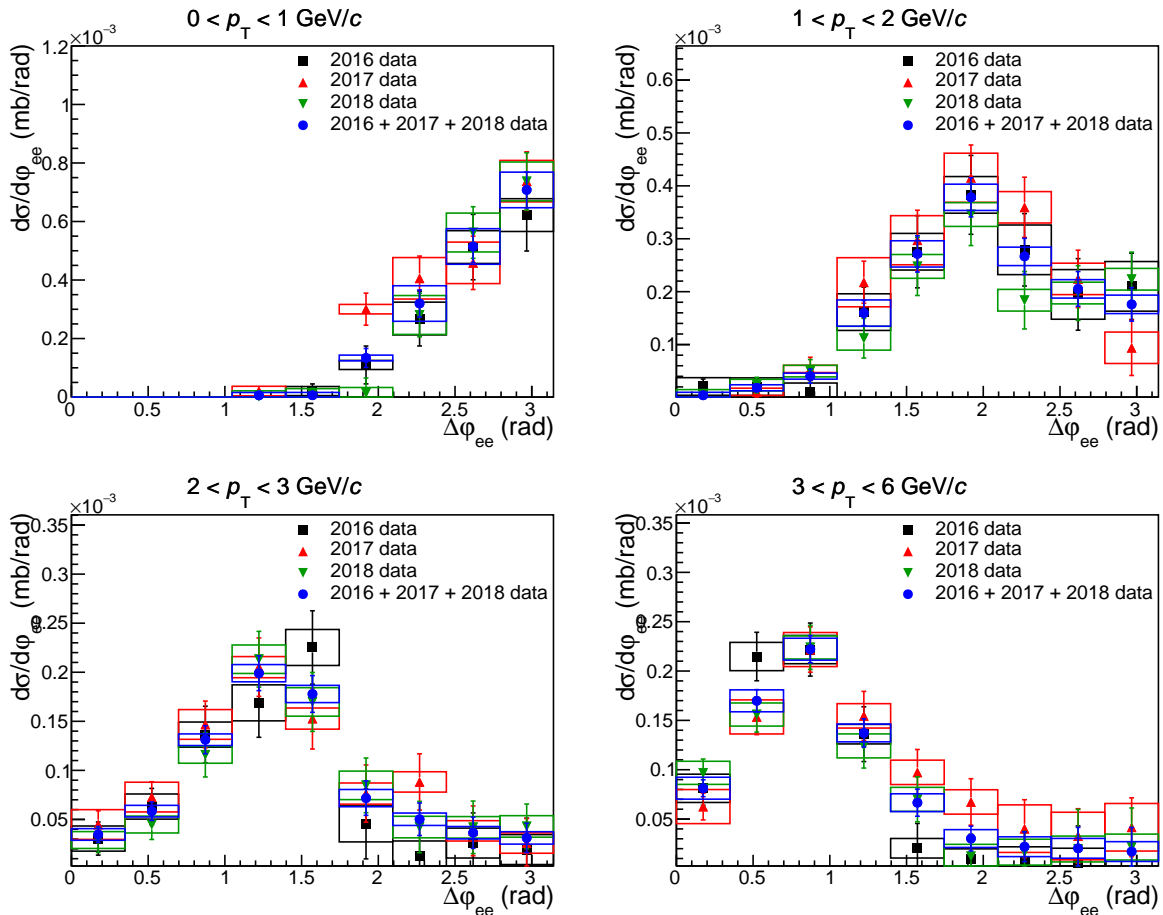 0 < p_T < 1 GeV/c
×10⁻³
dσ/dφ_ee (mb/rad)
1.2
1
0.8
0.6
0.4
0.2
0
2016 data
2017 data
2018 data
2016 + 2017 + 2018 data
0 0.5 1 1.5 2 2.5 3
Δφ_ee (rad)
1 < p_T < 2 GeV/c
×10⁻³
dσ/dφ_ee (mb/rad)
0.6
0.5
0.4
0.3
0.2
0.1
2016 data
2017 data
2018 data
2016 + 2017 + 2018 data
0 0.5 1 1.5 2 2.5 3
Δφ_ee (rad)
2 < p_T < 3 GeV/c
×10⁻³
dσ/dφ_ee (mb/rad)
0.35
0.3
0.25
0.2
0.15
0.1
0.05
2016 data
2017 data
2018 data
2016 + 2017 + 2018 data
0 0.5 1 1.5 2 2.5 3
Δφ_ee (rad)
3 < p_T < 6 GeV/c
×10⁻³
dσ/dφ_ee (mb/rad)
0.35
0.3
0.25
0.2
0.15
0.1
0.05
2016 data
2017 data
2018 data
2016 + 2017 + 2018 data
0 0.5 1 1.5 2 2.5 3
Δφ_ee (rad)